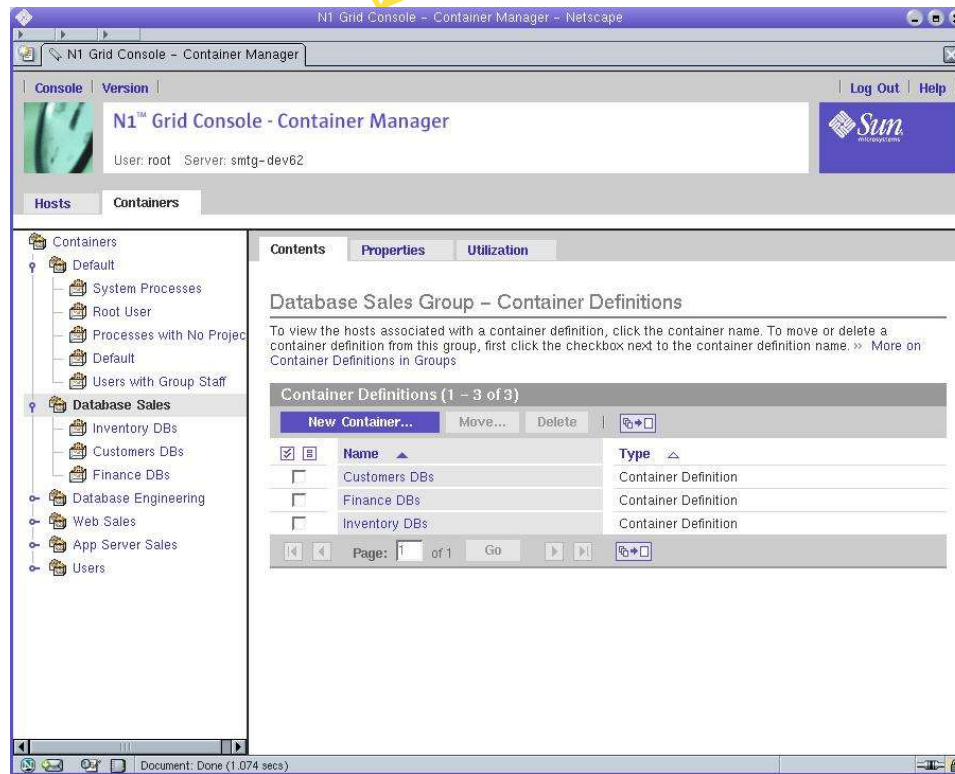 N1 Grid Console – Container Manager – Netscape
N1 Grid Console – Container Manager
Console | Version | | Log Out | Help
N1™ Grid Console - Container Manager
User: root Server: smtg-dev62
Sun
microsystems
Hosts Containers
Containers
Default
System Processes
Root User
Processes with No Projec
Default
Users with Group Staff
Database Sales
Inventory DBs
Customers DBs
Finance DBs
Database Engineering
Web Sales
App Server Sales
Users
Contents Properties Utilization
Database Sales Group – Container Definitions
To view the hosts associated with a container definition, click the container name. To move or delete a
container definition from this group, first click the checkbox next to the container definition name. » More on
Container Definitions in Groups
Container Definitions (1 – 3 of 3)
New Container... Move... Delete
Name Type
Customers DBs Container Definition
Finance DBs Container Definition
Inventory DBs Container Definition
Page: 1 of 1 Go
Document: Done (1.074 secs)